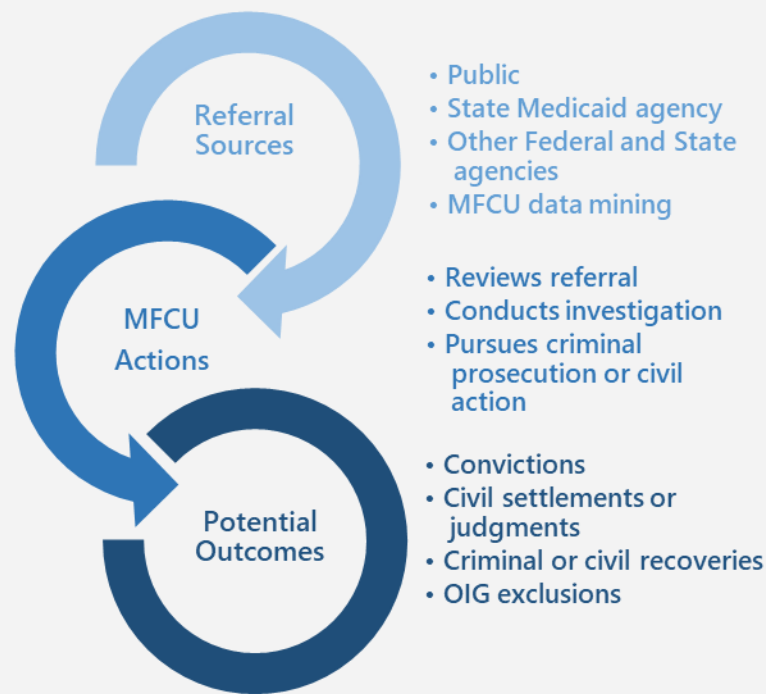 Referral
Sources
• Public
• State Medicaid agency
• Other Federal and State
agencies
• MFCU data mining
MFCU
Actions
• Reviews referral
• Conducts investigation
• Pursues criminal
prosecution or civil
action
Potential
Outcomes
• Convictions
• Civil settlements or
judgments
• Criminal or civil recoveries
• OIG exclusions